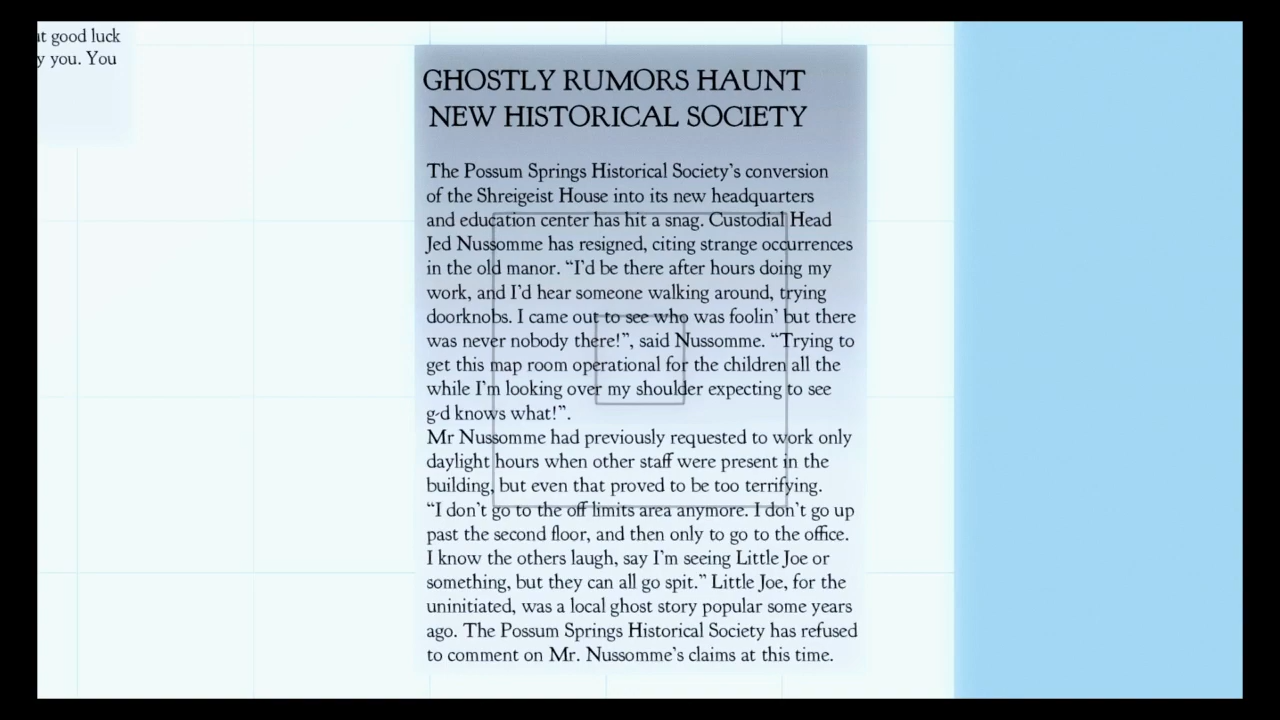 at good luck
y you. You
GHOSTLY RUMORS HAUNT
NEW HISTORICAL SOCIETY
The Possum Springs Historical Society's conversion
of the Shreigeist House into its new headquarters
and education center has hit a snag. Custodial Head
Jed Nussomme has resigned, citing strange occurrences
in the old manor. “I'd be there after hours doing my
work, and I'd hear someone walking around, trying
doorknobs. I came out to see who was foolin' but there
was never nobody there!”, said Nussomme. “Trying to
get this map room operational for the children all the
while I'm looking over my shoulder expecting to see
g-d knows what!”.
Mr Nussomme had previously requested to work only
daylight hours when other staff were present in the
building, but even that proved to be too terrifying.
“I don't go to the off limits area anymore. I don't go up
past the second floor, and then only to go to the office.
I know the others laugh, say I'm seeing Little Joe or
something, but they can all go spit.” Little Joe, for the
uninitiated, was a local ghost story popular some years
ago. The Possum Springs Historical Society has refused
to comment on Mr. Nussomme's claims at this time.